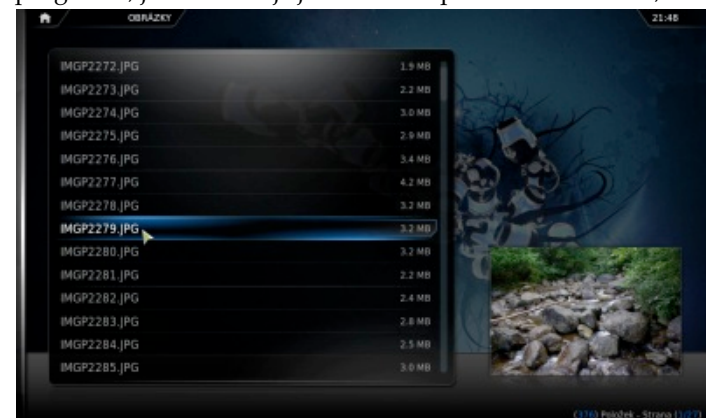 OBRÁZKY
21:48
IMGP2272.JPG 1.9 MB
IMGP2273.JPG 2.2 MB
IMGP2274.JPG 3.0 MB
IMGP2275.JPG 2.9 MB
IMGP2276.JPG 3.4 MB
IMGP2277.JPG 4.2 MB
IMGP2278.JPG 3.2 MB
IMGP2279.JPG 3.2 MB
IMGP2280.JPG 3.2 MB
IMGP2281.JPG 2.2 MB
IMGP2282.JPG 2.4 MB
IMGP2283.JPG 2.8 MB
IMGP2284.JPG 2.5 MB
IMGP2285.JPG 3.0 MB
(376) Položek - Strana (1/27)